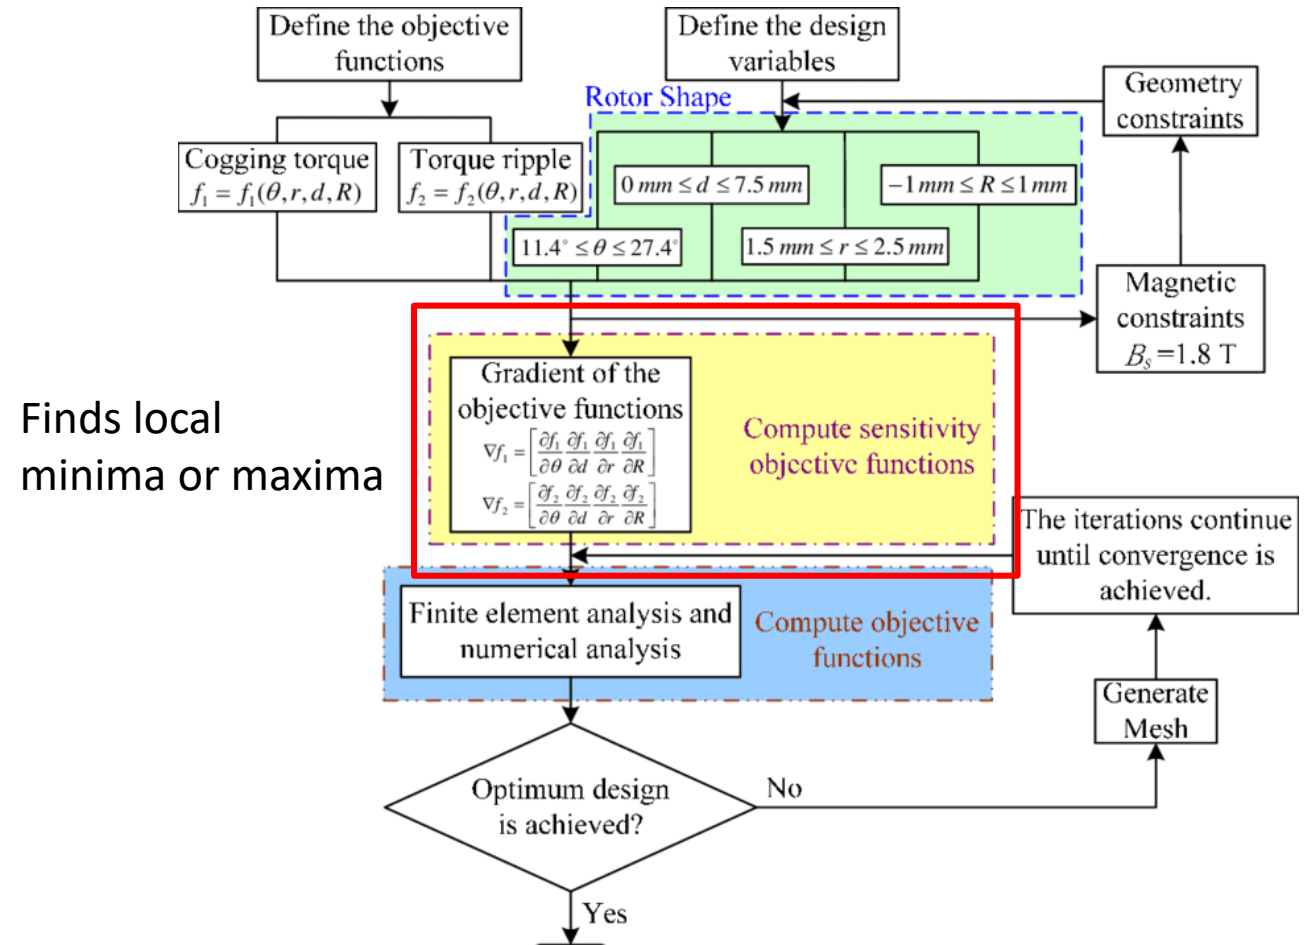 Define the objective
functions
Define the design
variables
Geometry
constraints
Rotor Shape
Cogging torque
f₁ = f₁(θ,r,d,R)
Torque ripple
f₂ = f₂(θ,r,d,R)
0 mm ≤ d ≤ 7.5 mm
−1 mm ≤ R ≤ 1 mm
11.4° ≤ θ ≤ 27.4°
1.5 mm ≤ r ≤ 2.5 mm
Magnetic
constraints
Bₛ =1.8 T
Finds local
minima or maxima
Gradient of the
objective functions
∇f₁ = [∂f₁/∂θ ∂f₁/∂d ∂f₁/∂r ∂f₁/∂R]
∇f₂ = [∂f₂/∂θ ∂f₂/∂d ∂f₂/∂r ∂f₂/∂R]
Compute sensitivity
objective functions
The iterations continue
until convergence is
achieved.
Finite element analysis and
numerical analysis
Compute objective
functions
Generate
Mesh
Optimum design
is achieved?
No
Yes